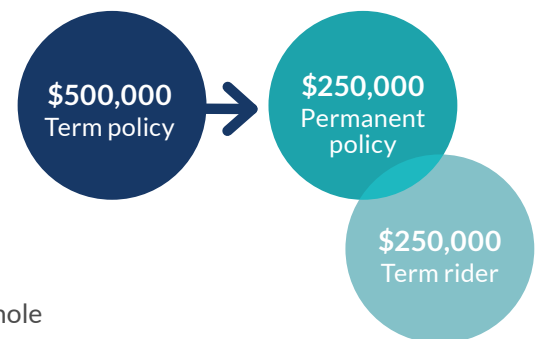 $500,000
Term policy
$250,000
Permanent
policy
$250,000
Term rider